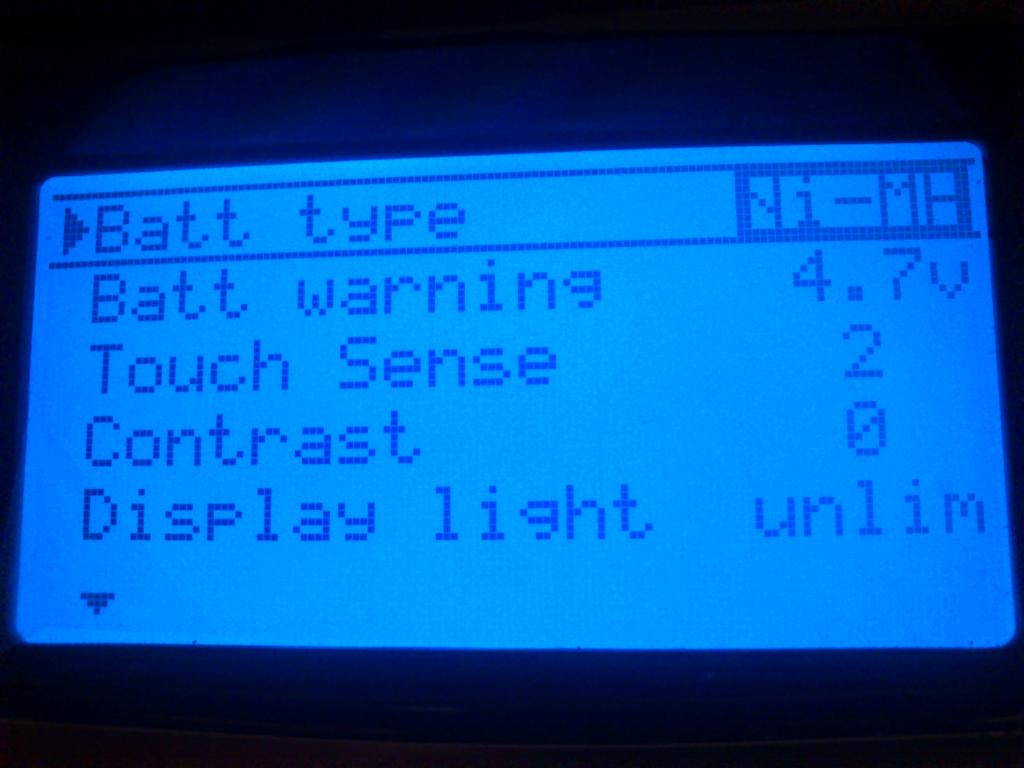 Batt type Ni-MH
Batt warning 4.7v
Touch Sense 2
Contrast 0
Display light unlim